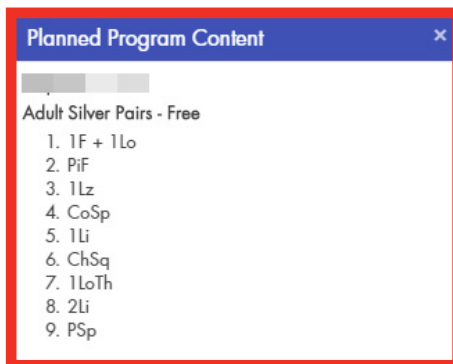 Planned Program Content ×
Adult Silver Pairs - Free
1. 1F + 1Lo
2. PiF
3. 1Lz
4. CoSp
5. 1Li
6. ChSq
7. 1LoTh
8. 2Li
9. PSp